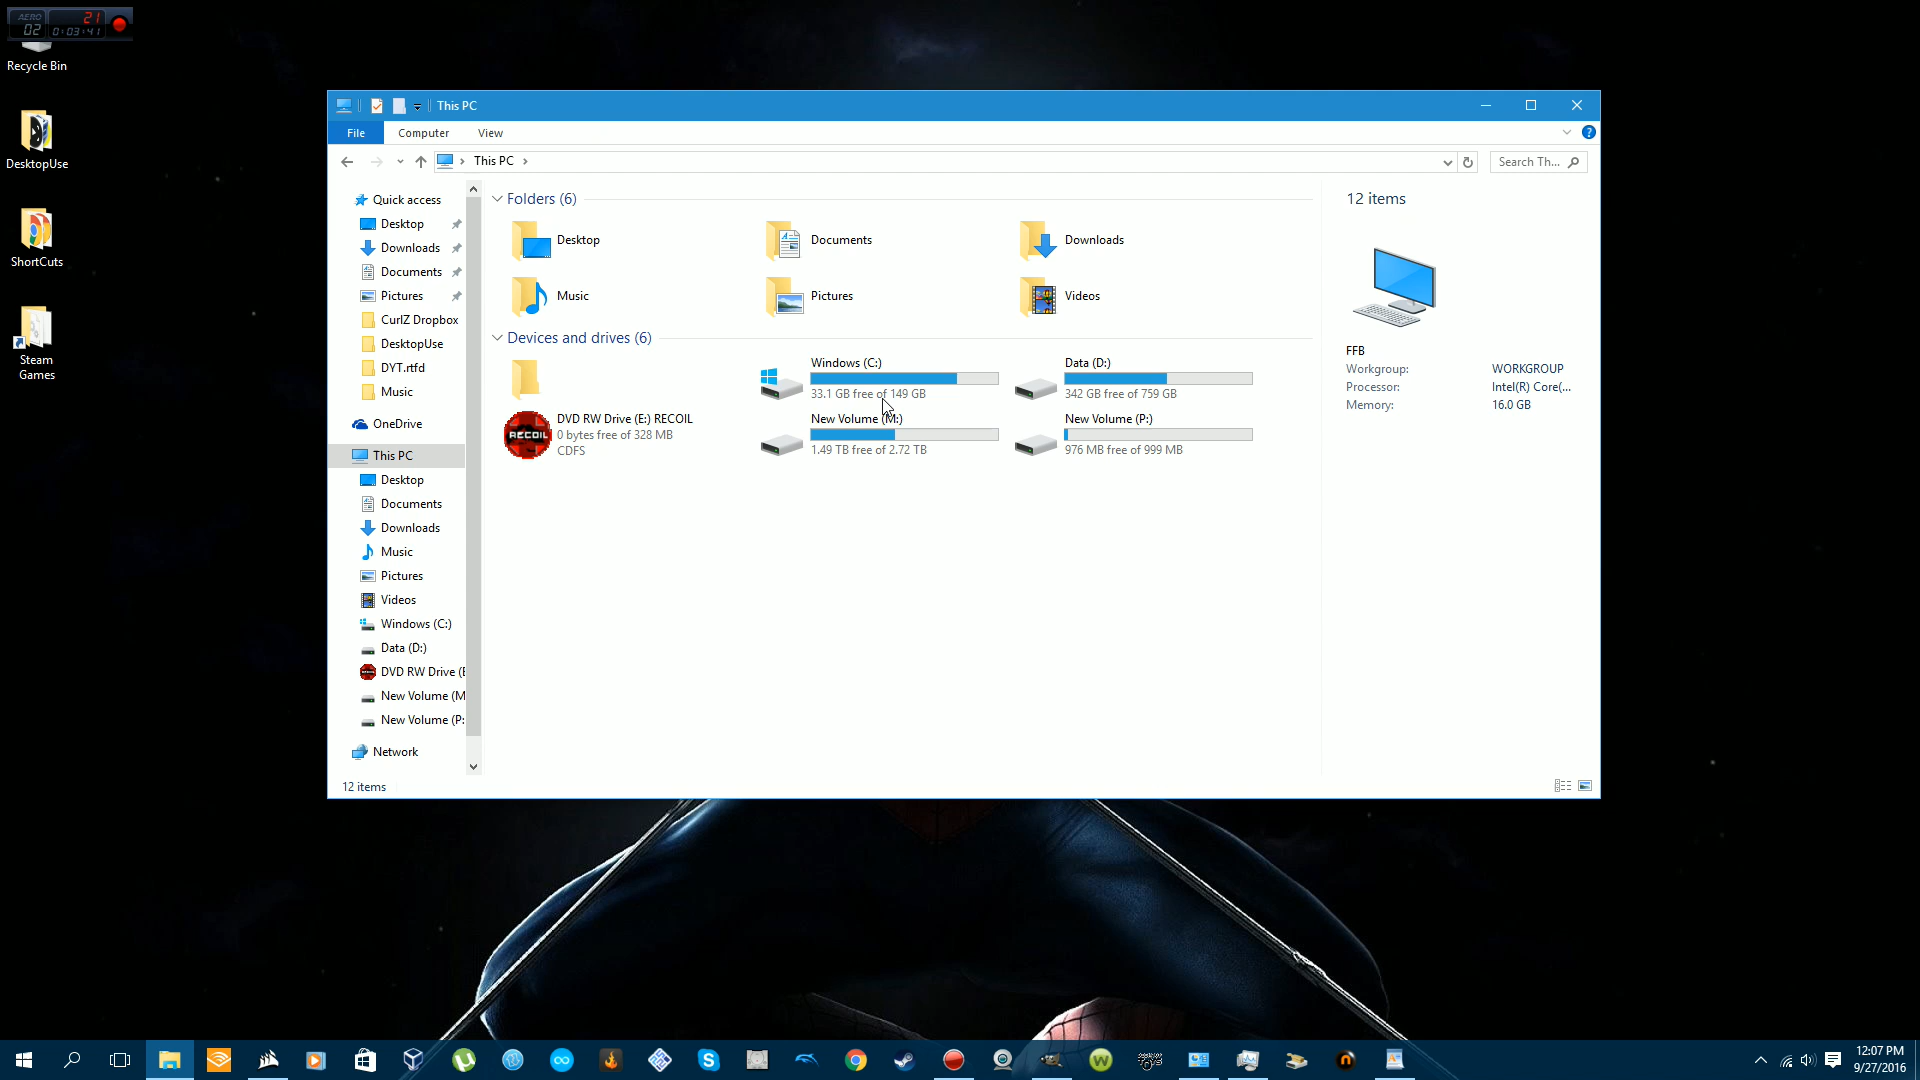 AERO
02
21
0:03:41
Recycle Bin
DesktopUse
ShortCuts
Steam
Games
This PC
File
Computer
View
This PC
Search Th...
Quick access
Desktop
Downloads
Documents
Pictures
CurlZ Dropbox
DesktopUse
DYT.rtfd
Music
OneDrive
This PC
Desktop
Documents
Downloads
Music
Pictures
Videos
Windows (C:)
Data (D:)
DVD RW Drive (E
New Volume (M
New Volume (P:
Network
Folders (6)
Desktop
Documents
Downloads
Music
Pictures
Videos
Devices and drives (6)
Windows (C:)
33.1 GB free of 149 GB
Data (D:)
342 GB free of 759 GB
RECOIL
DVD RW Drive (E:) RECOIL
0 bytes free of 328 MB
CDFS
New Volume (M:)
1.49 TB free of 2.72 TB
New Volume (P:)
976 MB free of 999 MB
12 items
FFB
Workgroup: WORKGROUP
Processor: Intel(R) Core(...
Memory: 16.0 GB
12 items
12:07 PM
9/27/2016